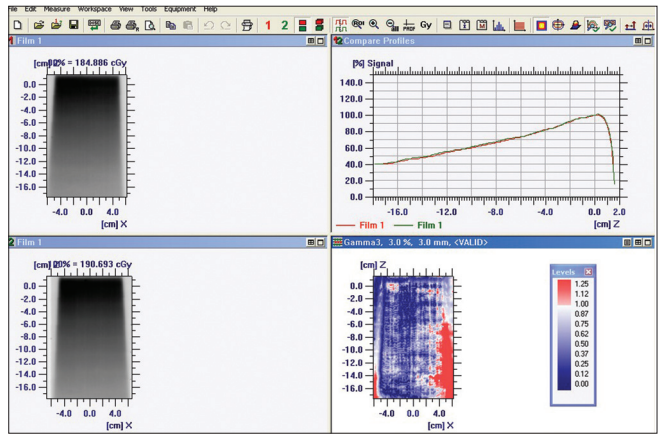 File Edit Measure Workspace View Tools Equipment Help
1 2 PREF Gy
1 Film 1
[cm] Z
= 184.886 cGy
0.0
-2.0
-4.0
-6.0
-8.0
-10.0
-12.0
-14.0
-16.0
-4.0 0.0 4.0
[cm] X
Compare Profiles
[%] Signal
140.0
120.0
100.0
80.0
60.0
40.0
20.0
0.0
-16.0 -12.0 -8.0 -4.0 0.0 2.0
[cm] Z
Film 1 Film 1
2 Film 1
= 190.693 cGy
0.0
-2.0
-4.0
-6.0
-8.0
-10.0
-12.0
-14.0
-16.0
-4.0 0.0 4.0
[cm] X
Gamma3, 3.0 %, 3.0 mm, <VALID>
[cm] Z
0.0
-2.0
-4.0
-6.0
-8.0
-10.0
-12.0
-14.0
-16.0
-4.0 0.0 4.0
[cm] X
Levels
1.25
1.12
1.00
0.87
0.75
0.62
0.50
0.37
0.25
0.12
0.00